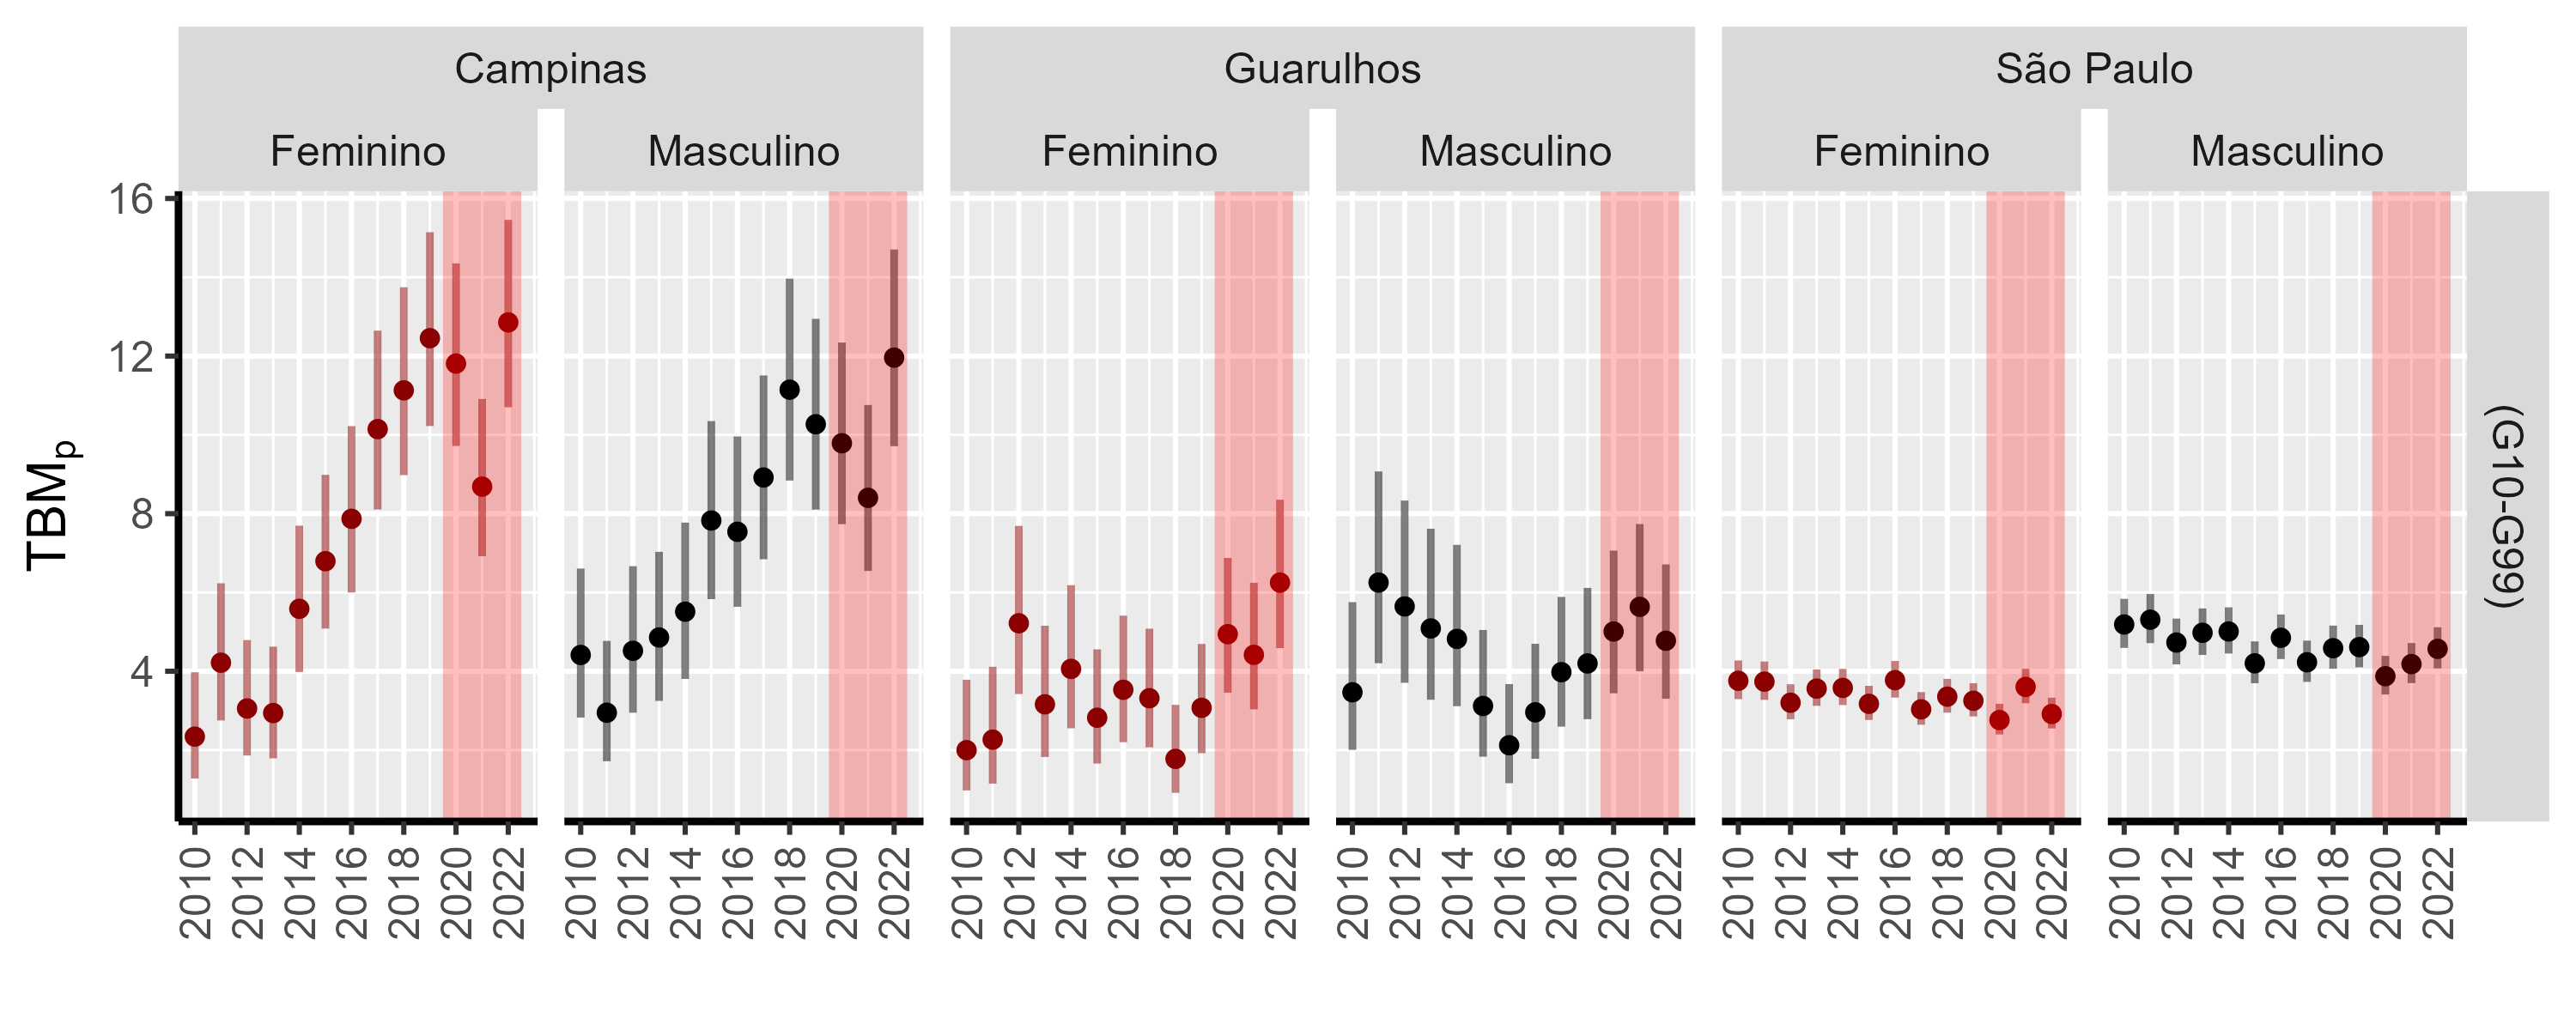 Campinas Guarulhos São Paulo
Feminino Masculino Feminino Masculino Feminino Masculino
16
12
8
4
TBMp
(G10-G99)
2010 2012 2014 2016 2018 2020 2022 2010 2012 2014 2016 2018 2020 2022 2010 2012 2014 2016 2018 2020 2022 2010 2012 2014 2016 2018 2020 2022 2010 2012 2014 2016 2018 2020 2022 2010 2012 2014 2016 2018 2020 2022